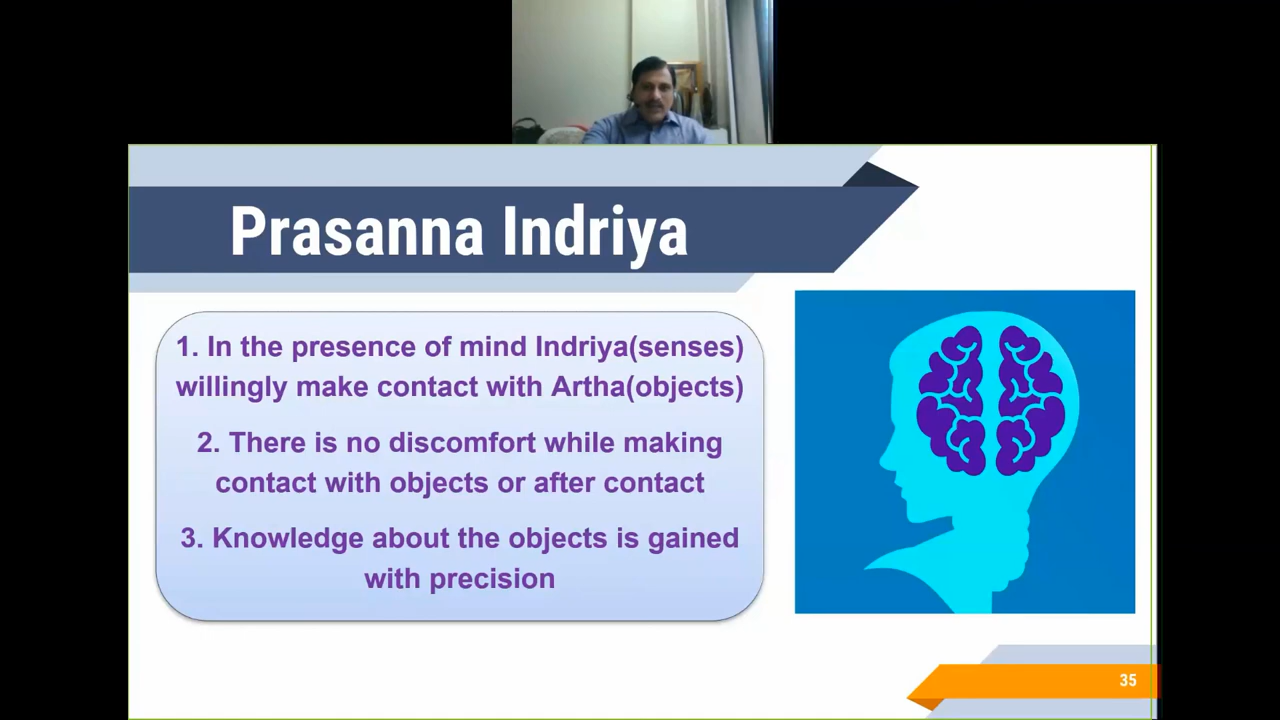 Prasanna Indriya
1. In the presence of mind Indriya(senses)
willingly make contact with Artha(objects)
2. There is no discomfort while making
contact with objects or after contact
3. Knowledge about the objects is gained
with precision
35